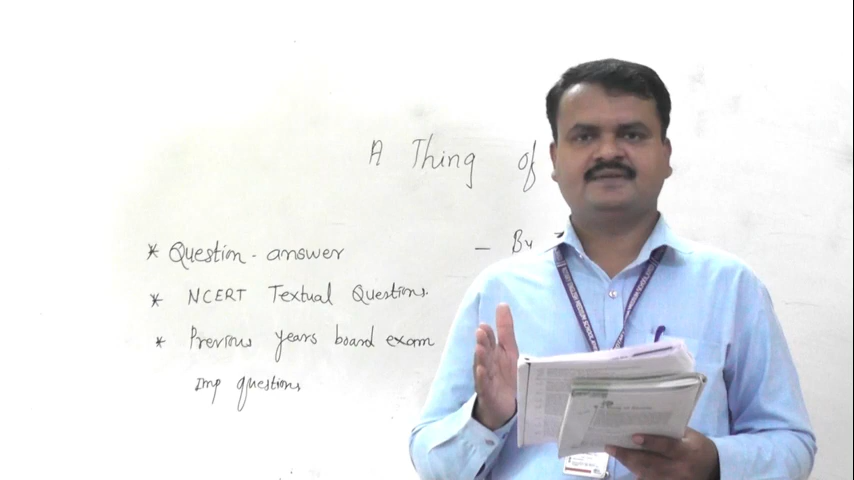 A Thing of
- By
* Question - answer
* NCERT Textual Questions.
* Previous years board exam
Imp questions